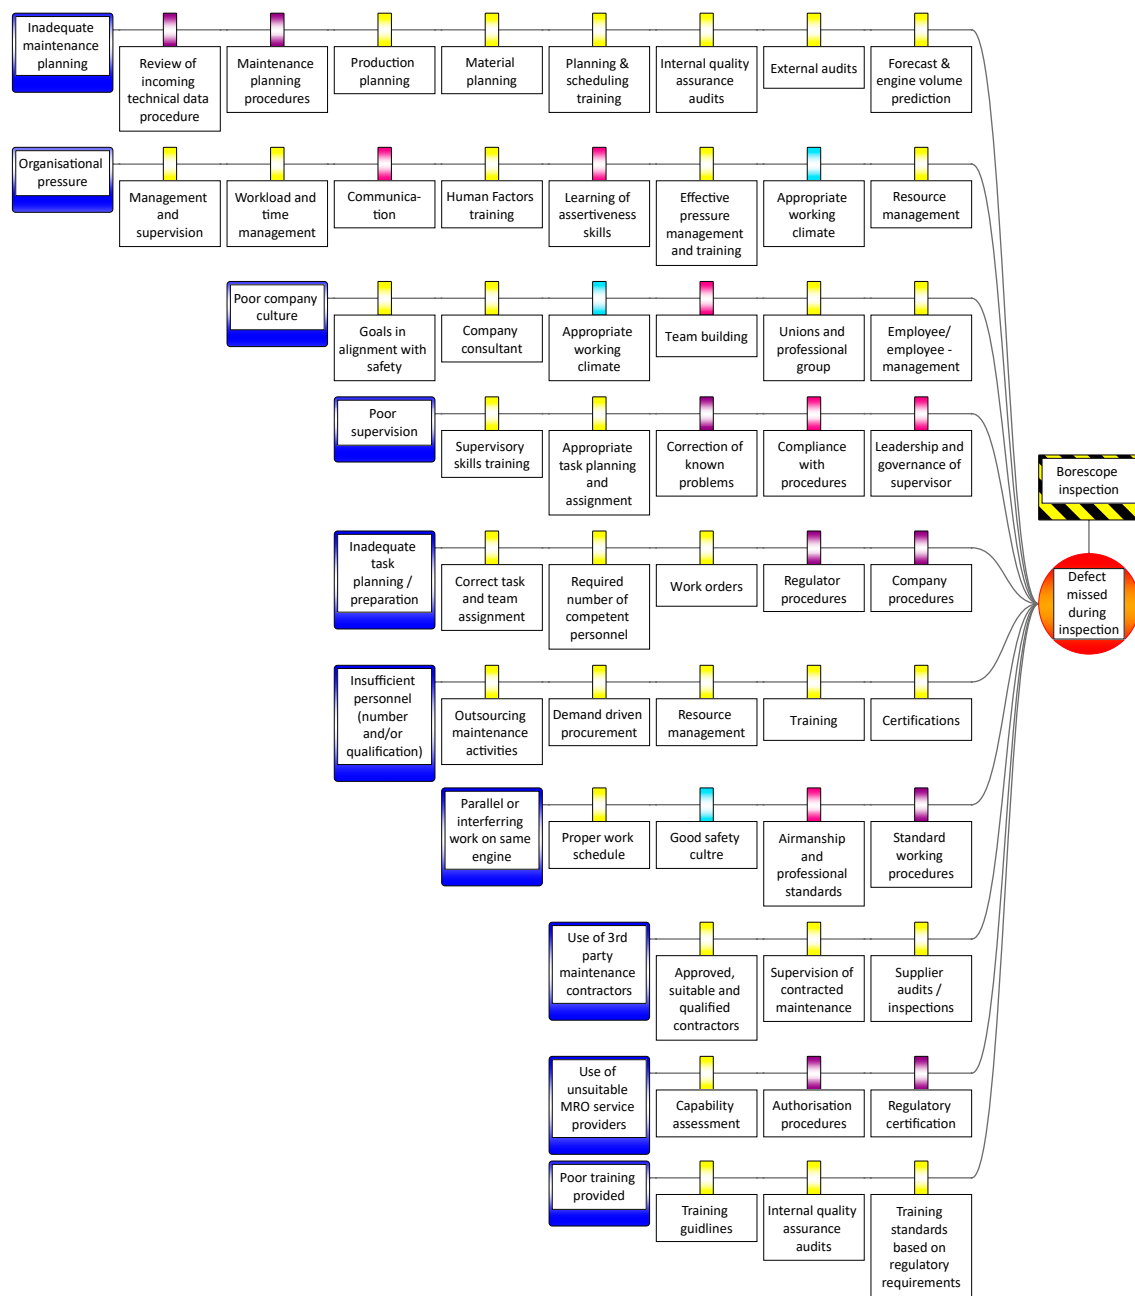 Inadequate
maintenance
planning
Review of
incoming
technical data
procedure
Maintenance
planning
procedures
Production
planning
Material
planning
Planning &
scheduling
training
Internal quality
assurance
audits
External audits
Forecast &
engine volume
prediction
Organisational
pressure
Management
and
supervision
Workload and
time
management
Communica-
tion
Human Factors
training
Learning of
assertiveness
skills
Effective
pressure
management
and training
Appropriate
working
climate
Resource
management
Poor company
culture
Goals in
alignment with
safety
Company
consultant
Appropriate
working
climate
Team building
Unions and
professional
group
Employee/
employee -
management
Poor
supervision
Supervisory
skills training
Appropriate
task planning
and
assignment
Correction of
known
problems
Compliance
with
procedures
Leadership and
governance of
supervisor
Borescope
inspection
Defect
missed
during
inspection
Inadequate
task
planning /
preparation
Correct task
and team
assignment
Required
number of
competent
personnel
Work orders
Regulator
procedures
Company
procedures
Insufficient
personnel
(number
and/or
qualification)
Outsourcing
maintenance
activities
Demand driven
procurement
Resource
management
Training
Certifications
Parallel or
interferring
work on same
engine
Proper work
schedule
Good safety
cultre
Airmanship
and
professional
standards
Standard
working
procedures
Use of 3rd
party
maintenance
contractors
Approved,
suitable and
qualified
contractors
Supervision of
contracted
maintenance
Supplier
audits /
inspections
Use of
unsuitable
MRO service
providers
Capability
assessment
Authorisation
procedures
Regulatory
certification
Poor training
provided
Training
guidlines
Internal quality
assurance
audits
Training
standards
based on
regulatory
requirements